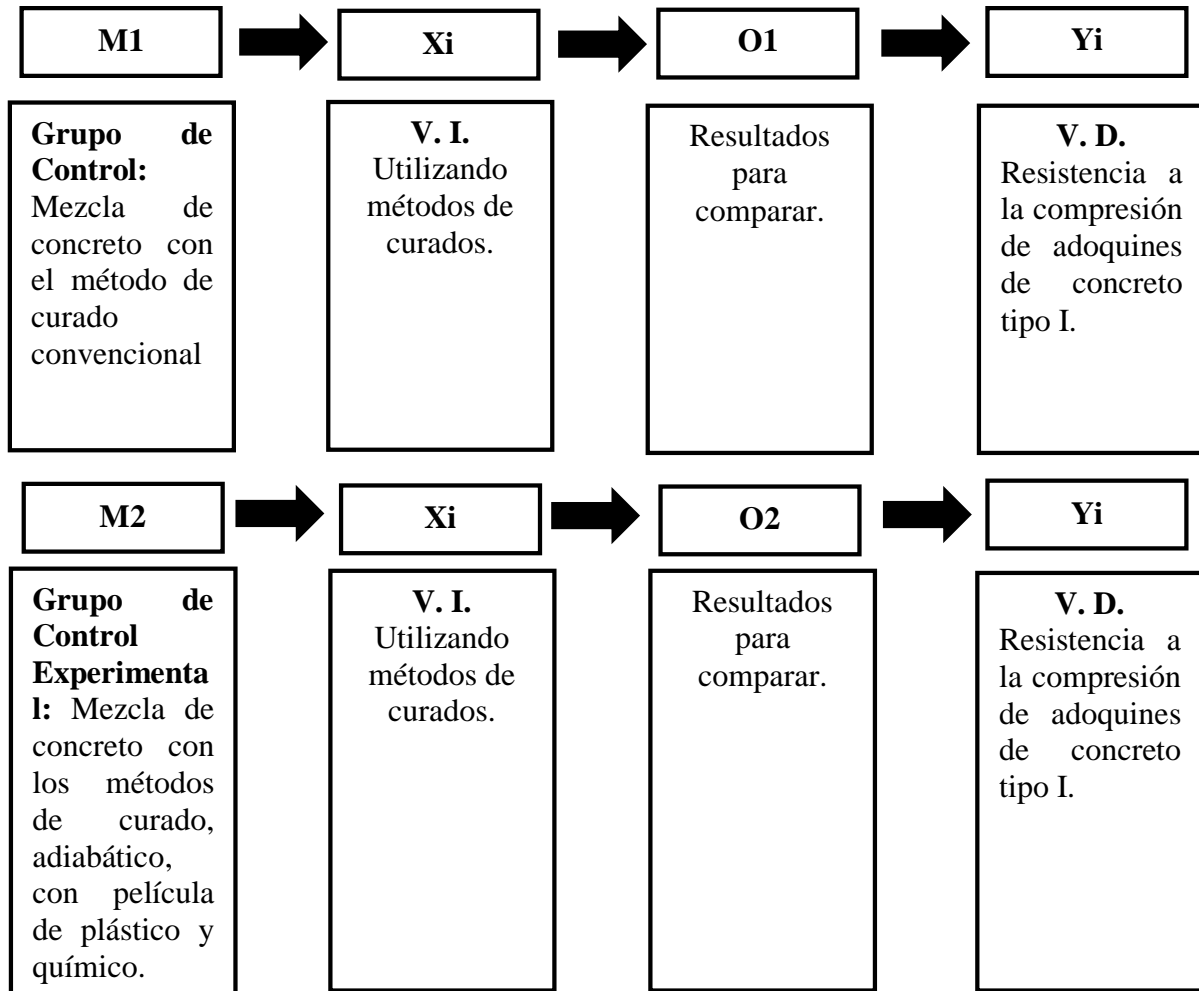 M1
Xi
O1
Yi
Grupo de
Control:
Mezcla de
concreto con
el método de
curado
convencional
V. I.
Utilizando
métodos de
curados.
Resultados
para
comparar.
V. D.
Resistencia a
la compresión
de adoquines
de concreto
tipo I.
M2
Xi
O2
Yi
Grupo de
Control
Experimenta
l: Mezcla de
concreto con
los métodos
de curado,
adiabático,
con película
de plástico y
químico.
V. I.
Utilizando
métodos de
curados.
Resultados
para
comparar.
V. D.
Resistencia a
la compresión
de adoquines
de concreto
tipo I.